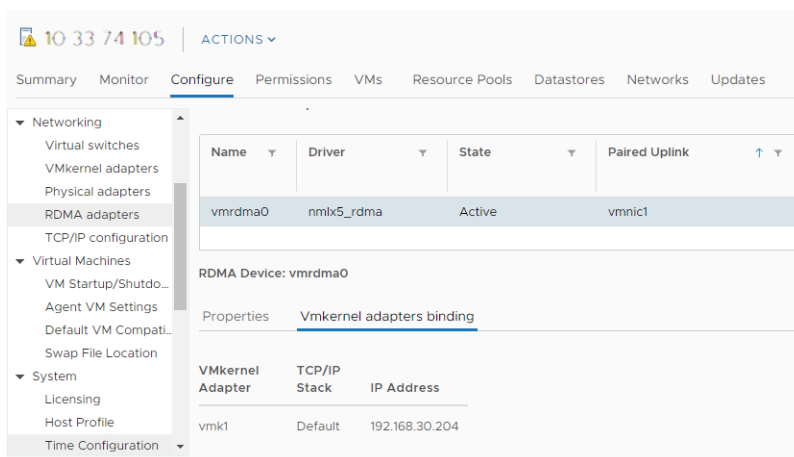 10 33 74 105 ACTIONS
Summary Monitor Configure Permissions VMs Resource Pools Datastores Networks Updates
Networking
Virtual switches
VMkernel adapters
Physical adapters
RDMA adapters
TCP/IP configuration
Virtual Machines
VM Startup/Shutdo...
Agent VM Settings
Default VM Compati...
Swap File Location
System
Licensing
Host Profile
Time Configuration
Name Driver State Paired Uplink
vmrdma0 nmlx5_rdma Active vmnic1
RDMA Device: vmrdma0
Properties Vmkernel adapters binding
VMkernel Adapter TCP/IP Stack IP Address
vmk1 Default 192.168.30.204